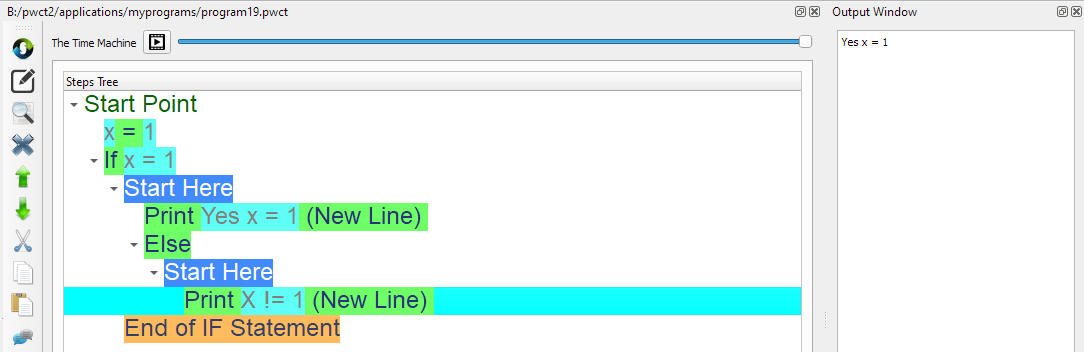 B:/pwct2/applications/myprograms/program19.pwct
Output Window
The Time Machine
Yes x = 1
Steps Tree
Start Point
x = 1
If x = 1
Start Here
Print Yes x = 1 (New Line)
Else
Start Here
Print X != 1 (New Line)
End of IF Statement